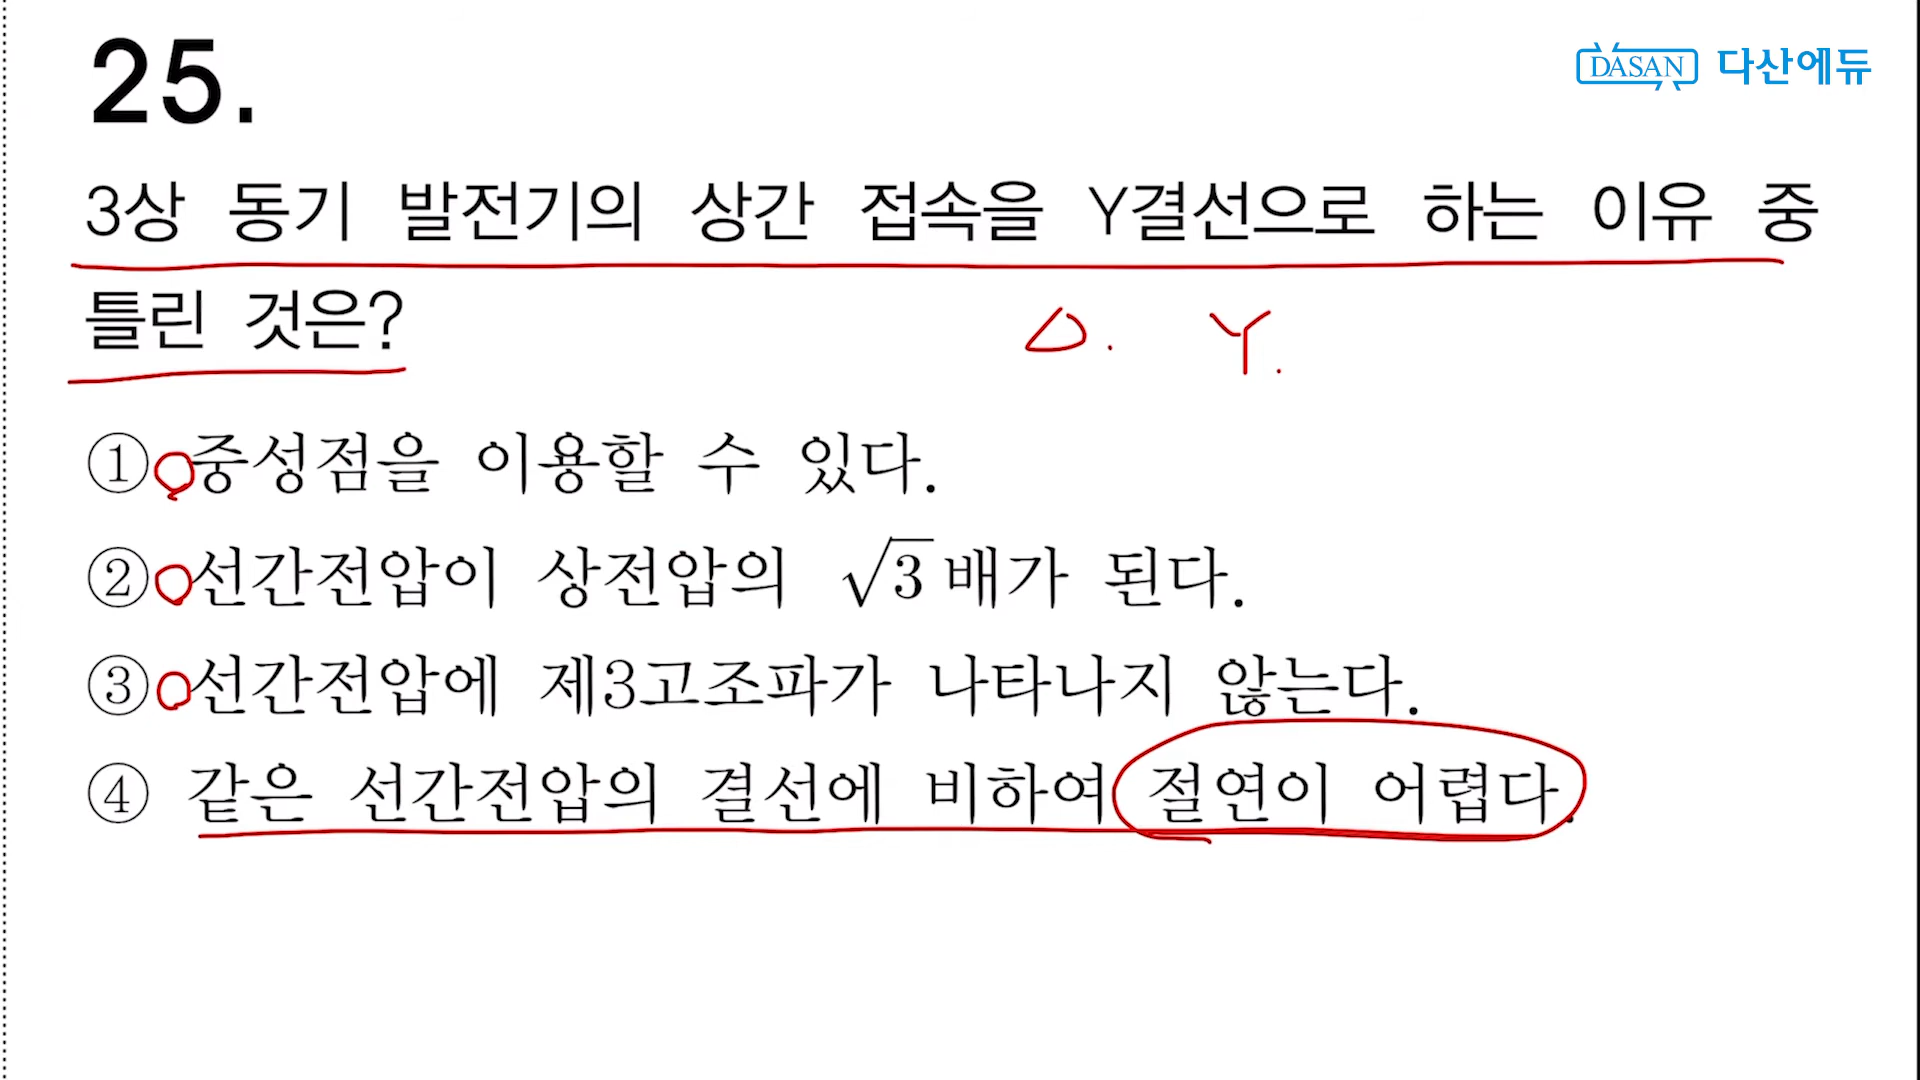 25.
DASAN 다산에듀
3상 동기 발전기의 상간 접속을 Y결선으로 하는 이유 중
틀린 것은?
Δ. Y.
① 중성점을 이용할 수 있다.
② 선간전압이 상전압의 √3배가 된다.
③ 선간전압에 제3고조파가 나타나지 않는다.
④ 같은 선간전압의 결선에 비하여 절연이 어렵다.